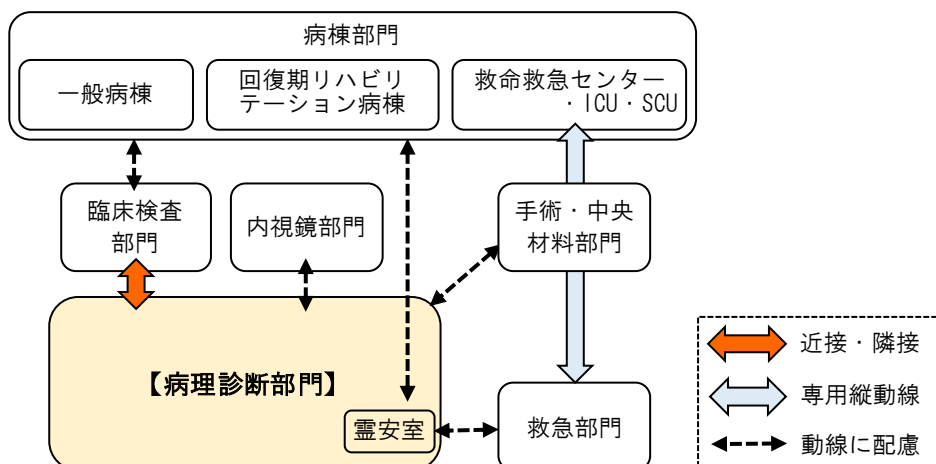 病棟部門
一般病棟
回復期リハビリ
テーション病棟
救命救急センター
・ICU・SCU
臨床検査
部門
内視鏡部門
手術・中央
材料部門
【病理診断部門】
霊安室
救急部門
近接・隣接
専用縦動線
動線に配慮